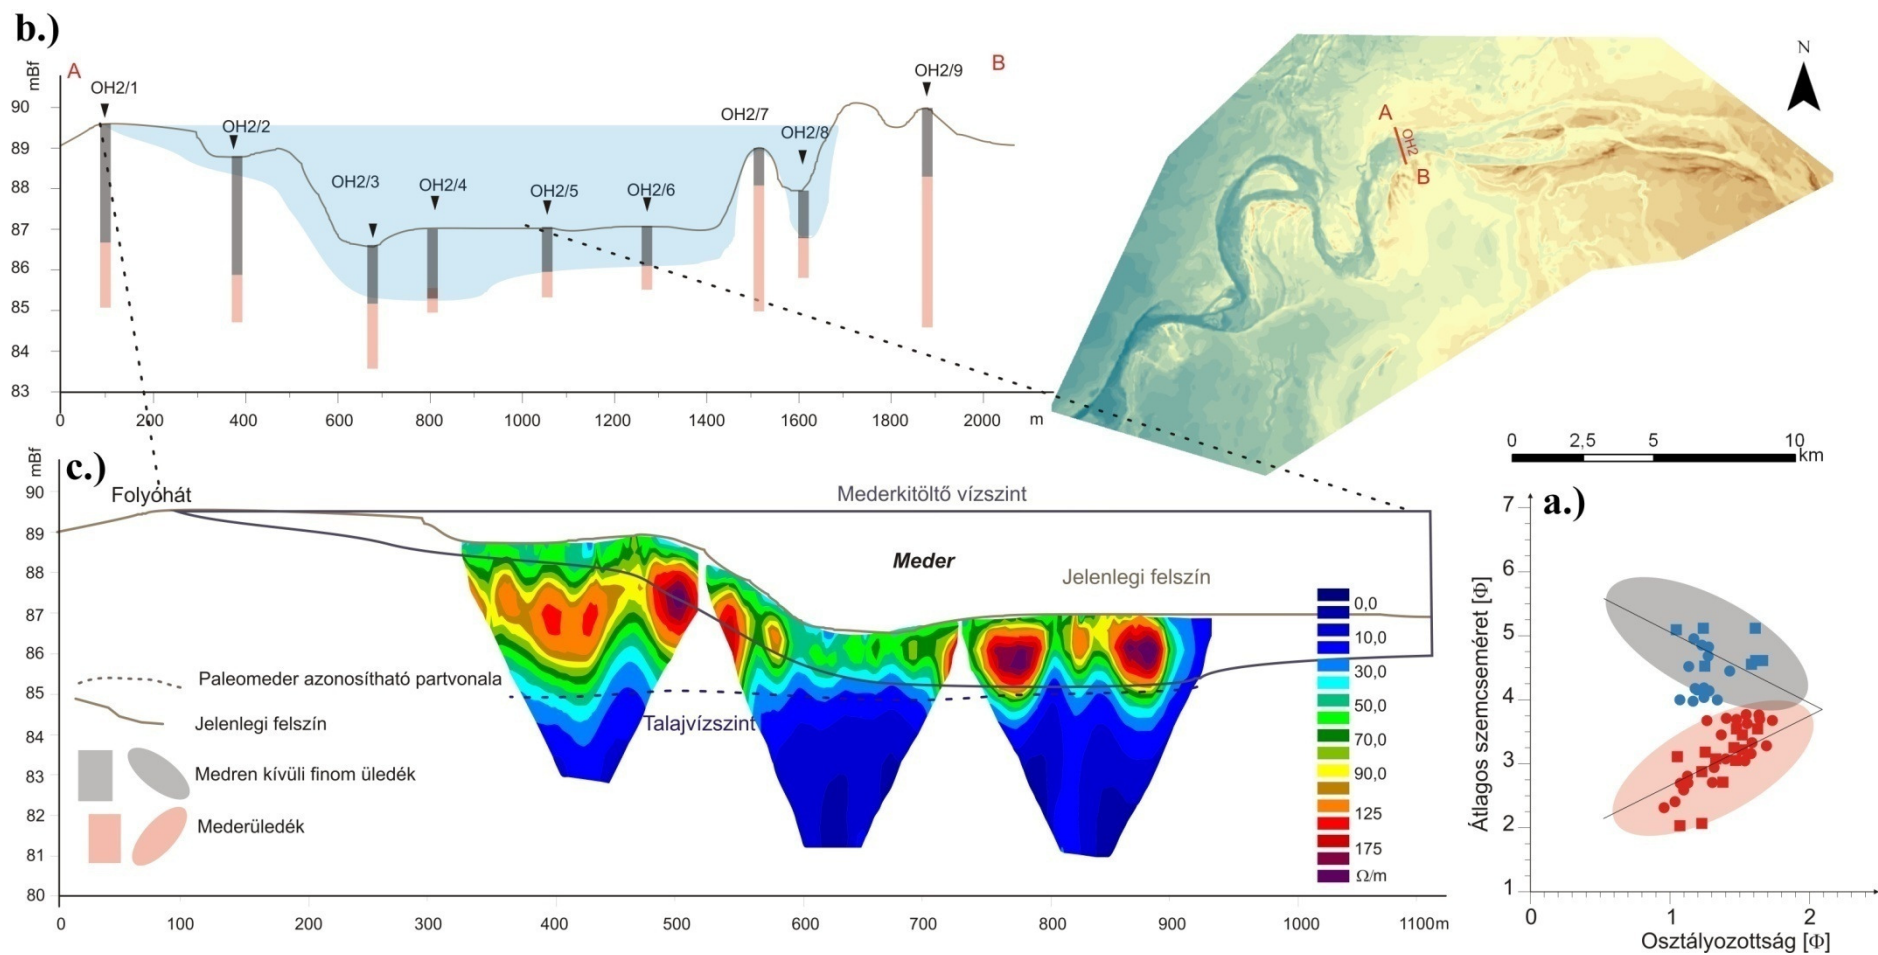 b.)
mBf
A
B
OH2/1
OH2/2
OH2/3
OH2/4
OH2/5
OH2/6
OH2/7
OH2/8
OH2/9
90
89
88
87
86
85
84
83
0 200 400 600 800 1000 1200 1400 1600 1800 2000 m
N
A
OH2
B
0 2,5 5 10
km
c.)
mBf
90
89
88
87
86
85
84
83
82
81
80
Folyóhát
Mederkitöltő vízszint
Meder
Jelenlegi felszín
Talajvízszint
Paleomeder azonosítható partvonala
Jelenlegi felszín
Medren kívüli finom üledék
Mederüledék
0,0
10,0
30,0
50,0
70,0
90,0
125
175
Ω/m
0 100 200 300 400 500 600 700 800 900 1000 1100m
a.)
Átlagos szemcseméret [Φ]
7
6
5
4
3
2
1
0 1 2
Osztályozottság [Φ]